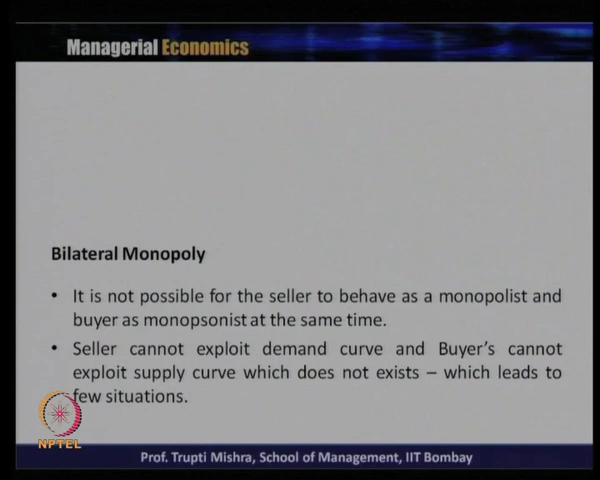 Managerial Economics
Bilateral Monopoly
• It is not possible for the seller to behave as a monopolist and
buyer as monopsonist at the same time.
• Seller cannot exploit demand curve and Buyer's cannot
exploit supply curve which does not exists – which leads to
few situations.
NPTEL
Prof. Trupti Mishra, School of Management, IIT Bombay